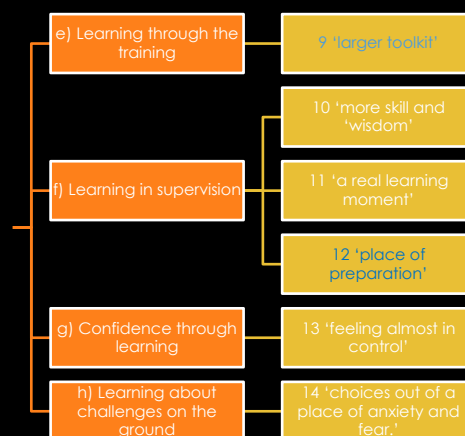 e) Learning through the
training
9 ‘larger toolkit’
f) Learning in supervision
10 ‘more skill and
‘wisdom’
11 ‘a real learning
moment’
12 ‘place of
preparation’
g) Confidence through
learning
13 ‘feeling almost in
control’
h) Learning about
challenges on the
ground
14 ‘choices out of a
place of anxiety and
fear.’